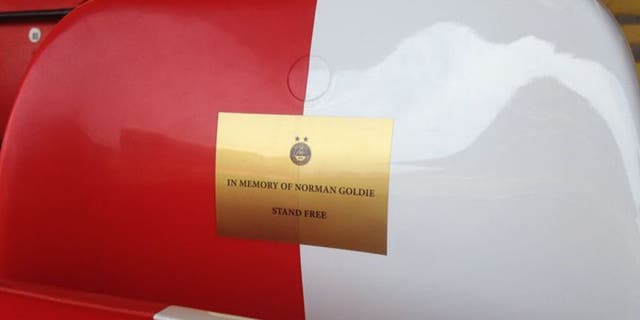 IN MEMORY OF NORMAN GOLDIE
STAND FREE